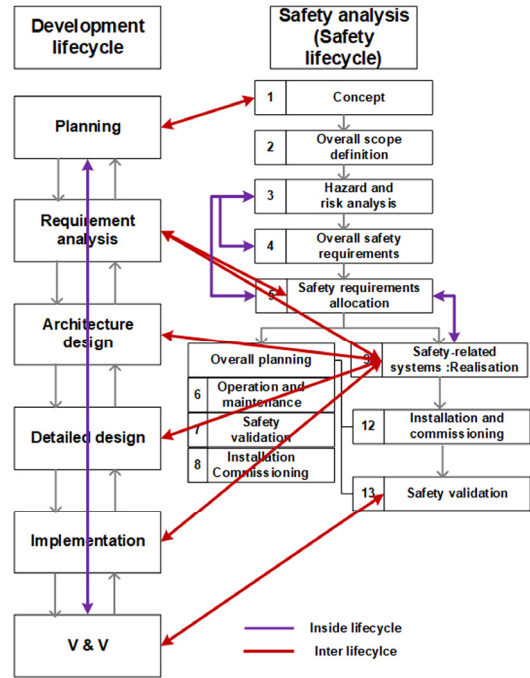 Development
lifecycle
Safety analysis
(Safety
lifecycle)
Planning
Requirement
analysis
Architecture
design
Detailed design
Implementation
V & V
1 Concept
2 Overall scope
definition
3 Hazard and
risk analysis
4 Overall safety
requirements
5 Safety requirements
allocation
Overall planning
6 Operation and
maintenance
7 Safety
validation
8 Installation
Commissioning
9 Safety-related
systems :Realisation
12 Installation and
commissioning
13 Safety validation
Inside lifecycle
Inter lifecylce